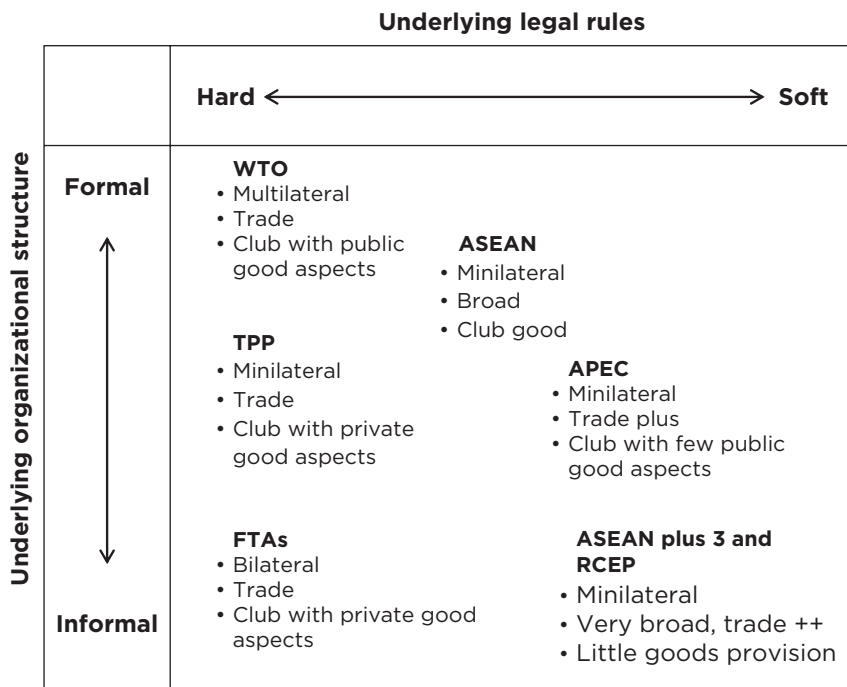 Underlying legal rules
Hard
Soft
Underlying organizational structure
Formal
Informal
WTO
• Multilateral
• Trade
• Club with public
good aspects
ASEAN
• Minilateral
• Broad
• Club good
TPP
• Minilateral
• Trade
• Club with private
good aspects
APEC
• Minilateral
• Trade plus
• Club with few public
good aspects
FTAs
• Bilateral
• Trade
• Club with private good
aspects
ASEAN plus 3 and
RCEP
• Minilateral
• Very broad, trade ++
• Little goods provision